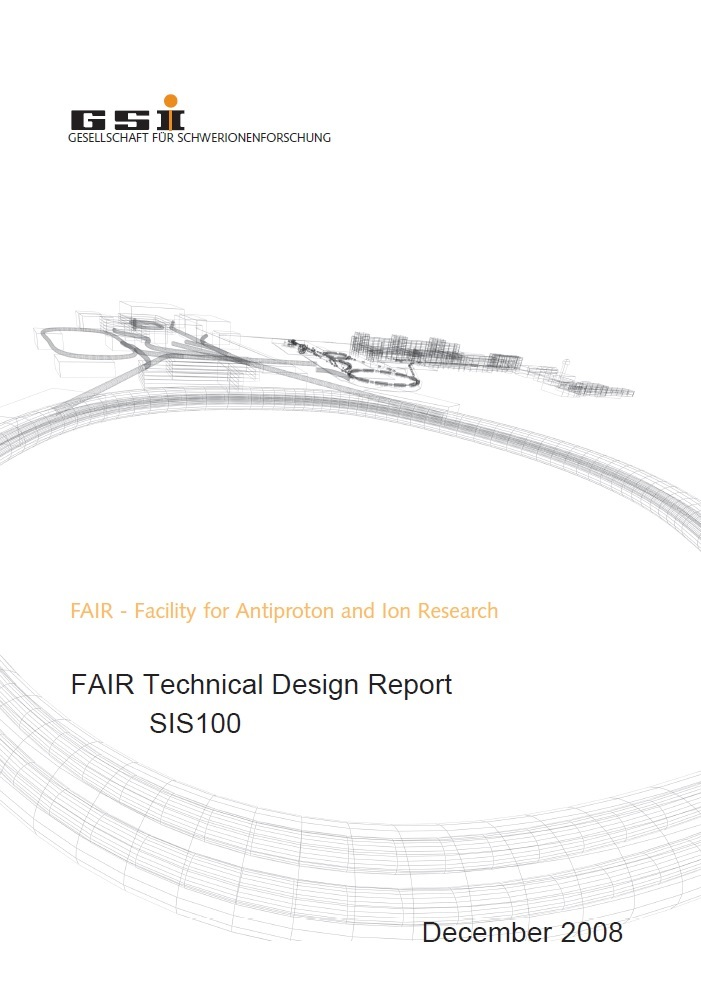 GSI
GESELLSCHAFT FÜR SCHWERIONENFORSCHUNG
FAIR - Facility for Antiproton and Ion Research
FAIR Technical Design Report
SIS100
December 2008